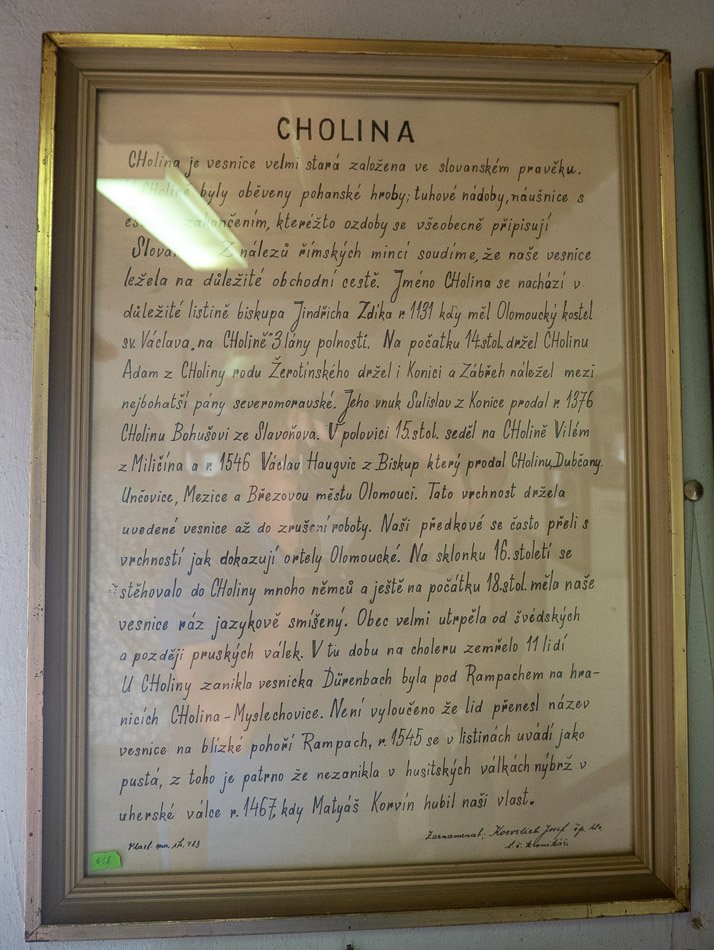 CHOLINA
CHolina je vesnice velmi stará založena ve slovanském pravěku.
V CHolině byly oběveny pohanské hroby; tuhové nádoby, náušnice s
zakončením, kteréžto ozdoby se všeobecně připisují
Z nálezů římských mincí soudíme, že naše vesnice
ležela na důležité obchodní cestě. Jméno CHolina se nachází v
důležité listině biskupa Jindřicha Zdíka r. 1131 kdy měl Olomoucký kostel
sv. Václava „na CHolině" 3 lány polností. Na počátku 14.stol. držel CHolinu
Adam z CHoliny rodu Žerotínského držel i Konici a Zábřeh náležel mezi
nejbohatší pány severomoravské. Jeho vnuk Sulislav z Konice prodal r. 1376
CHolinu Bohušovi ze Slavoňova. V polovici 15.stol. seděl na CHolině Vilém
z Miličína a r. 1546 Václav Haugvic z Biskup který prodal CHolinu, Dubčany.
Unčovice, Mezice a Březovou městu Olomouci. Tato vrchnost držela
uvedené vesnice až do zrušení roboty. Naši předkové se často přeli s
vrchností jak dokazují ortely Olomoucké. Na sklonku 16. století se
stěhovalo do CHoliny mnoho němců a ještě na počátku 18.stol. měla naše
vesnice ráz jazykově smíšený. Obec velmi utrpěla od švédských
a později pruských válek. V tu dobu na choleru zemřelo 11 lidí
U CHoliny zanikla vesnicka Dürenbach byla pod Rampachem na hra-
nicích CHolina - Myslechovice. Není vyloučeno že lid přenesl název
vesnice na blízké pohoří Rampach, r. 1545 se v listinách uvádí jako
pustá, z toho je patrno že nezanikla v husitských válkách nýbrž v
uherské válce r. 1467, kdy Matyáš Korvín hubil naši vlast.
Zaznamenal: Josef
Vlast